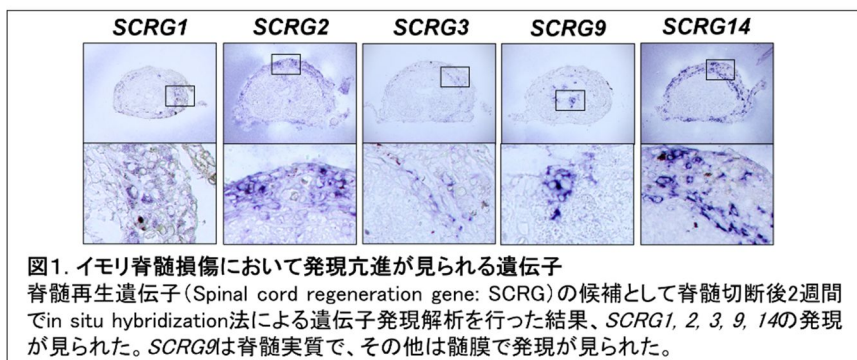 SCRG1 SCRG2 SCRG3 SCRG9 SCRG14
図1. イモリ脊髄損傷において発現亢進が見られる遺伝子
脊髄再生遺伝子(Spinal cord regeneration gene: SCRG)の候補として脊髄切断後2週間
でin situ hybridization法による遺伝子発現解析を行った結果、SCRG1, 2, 3, 9, 14の発現
が見られた。SCRG9は脊髄実質で、その他は髄膜で発現が見られた。